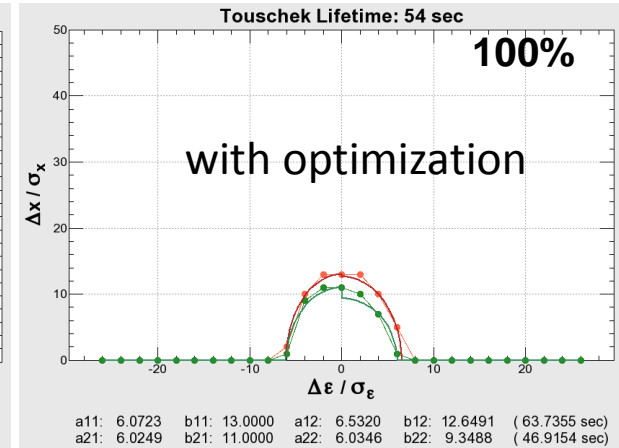 Touschek Lifetime: 54 sec
100%
with optimization
50
40
30
20
10
0
Δx / σx
-20
-10
0
10
20
Δε / σε
a11: 6.0723 b11: 13.0000 a12: 6.5320 b12: 12.6491 ( 63.7355 sec)
a21: 6.0249 b21: 11.0000 a22: 6.0346 b22: 9.3488 ( 46.9154 sec)